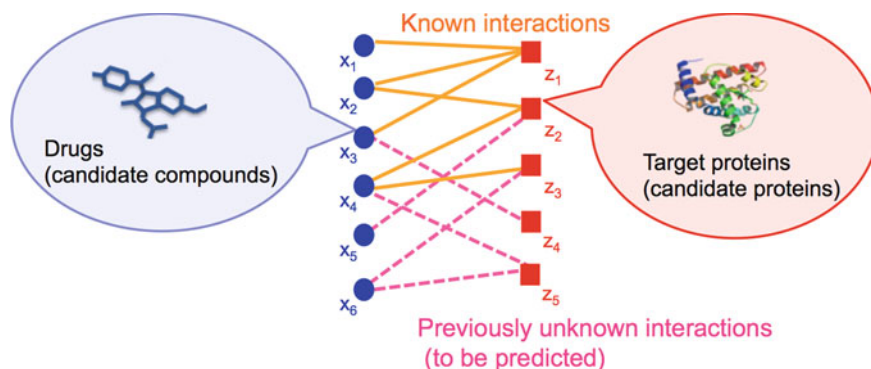 Known interactions
x1
x2
x3
x4
x5
x6
z1
z2
z3
z4
z5
Drugs
(candidate compounds)
Target proteins
(candidate proteins)
Previously unknown interactions
(to be predicted)